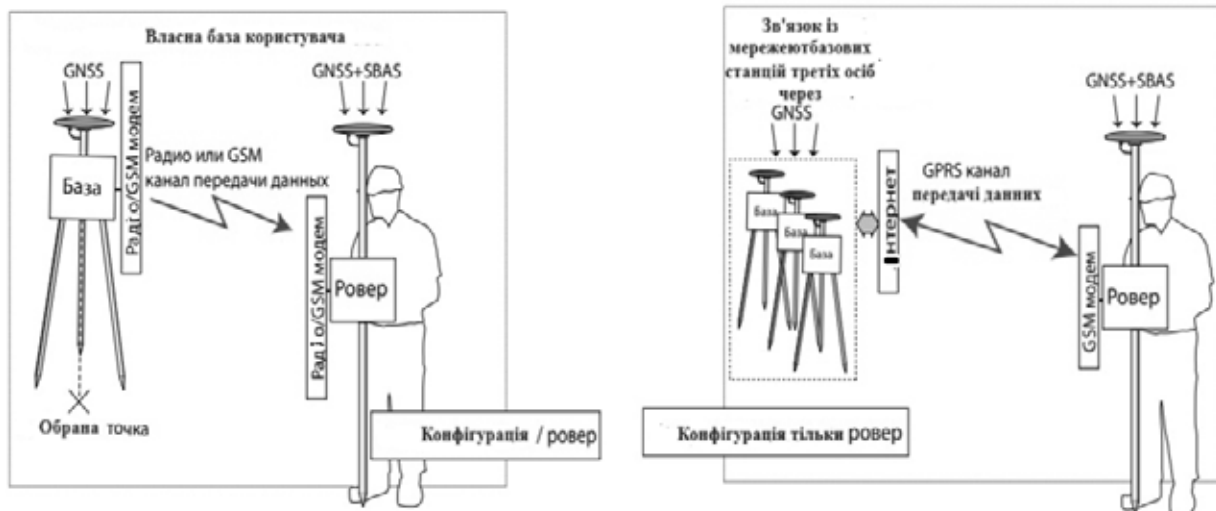 Власна база користувача
GNSS
GNSS+SBAS
База
Раді о/GSM модем
Радио или GSM
канал передачи данных
Рад і о/GSM модем
Ровер
Обрана точка
Конфігурація / ровер
Зв'язок із
мережеютбазових
станцій третіх осіб
через
GNSS
GNSS+SBAS
База
База
База
Інтернет
GPRS канал
передачі данних
GSM модем
Ровер
Конфігурація тільки ровер